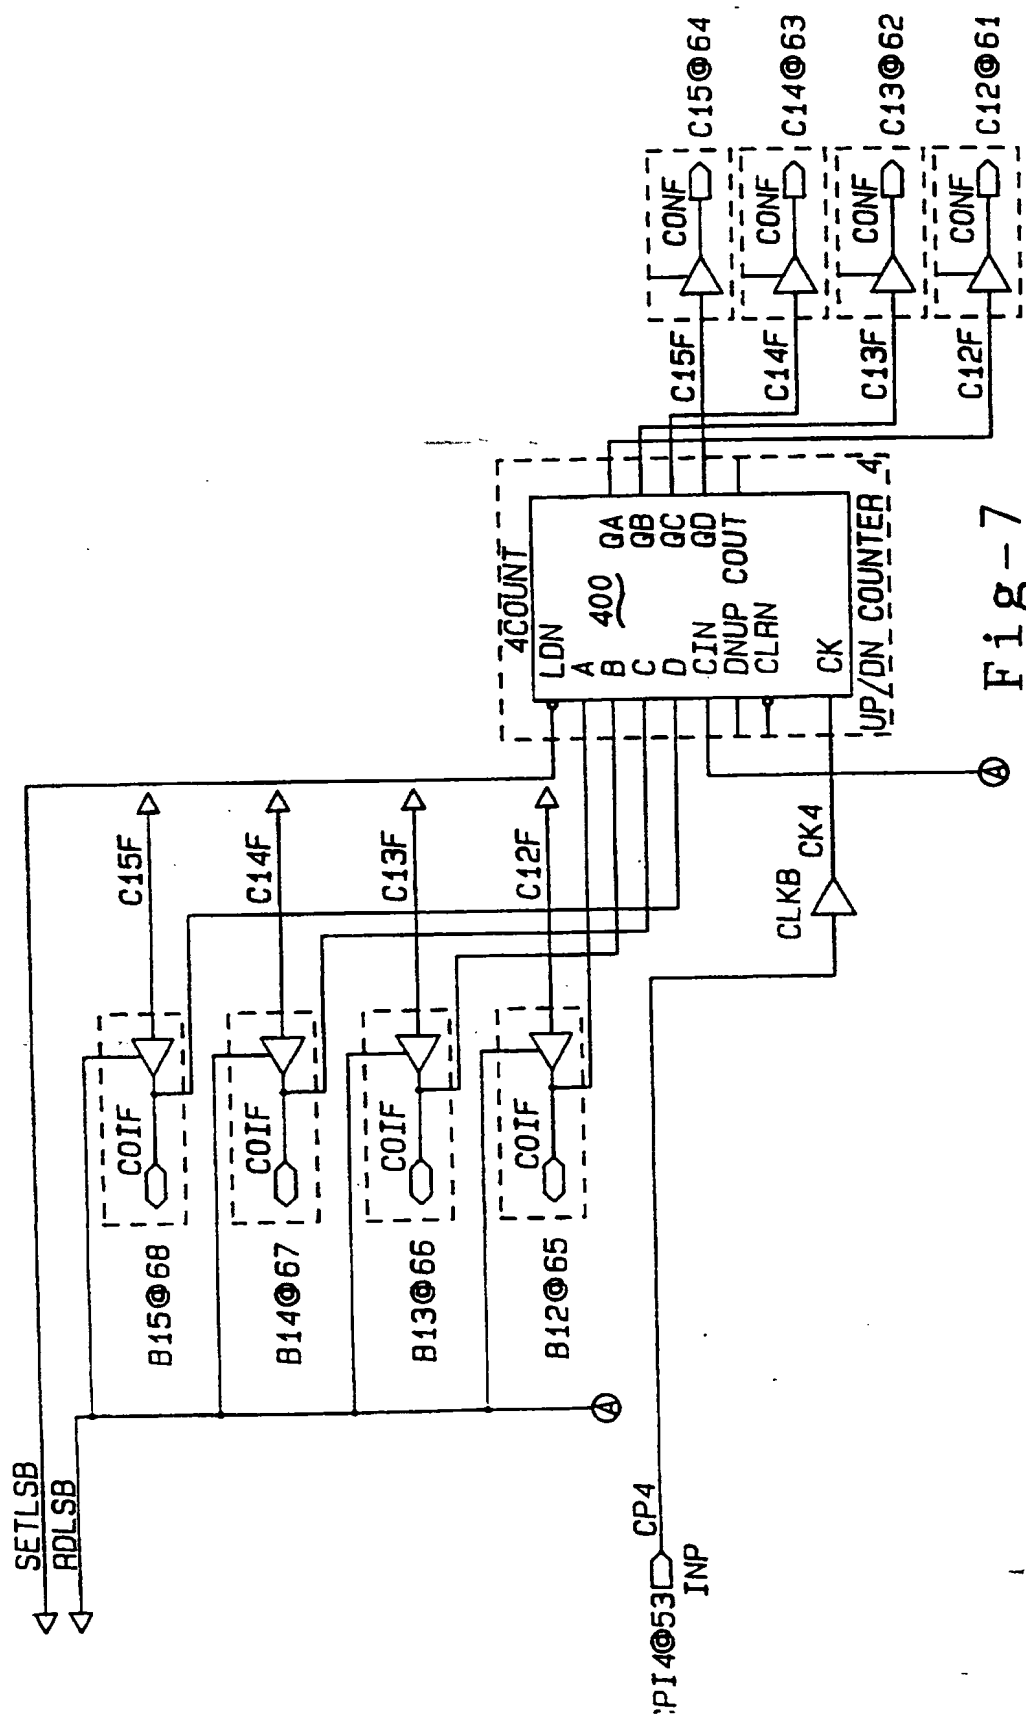 SETLSB
RDLSB
B15@68
COIF
C15F
B14@67
COIF
C14F
B13@66
COIF
C13F
B12@65
COIF
C12F
A
PI4@53
INP
CP4
CLKB
CK4
A
4COUNT
LDN
A
B
C
D
CIN
DNUP
CLRN
CK
400
QA
QB
QC
QD
COUT
UP/DN COUNTER 4
C15F
CONF
C15@64
C14F
CONF
C14@63
C13F
CONF
C13@62
C12F
CONF
C12@61
Fig-7